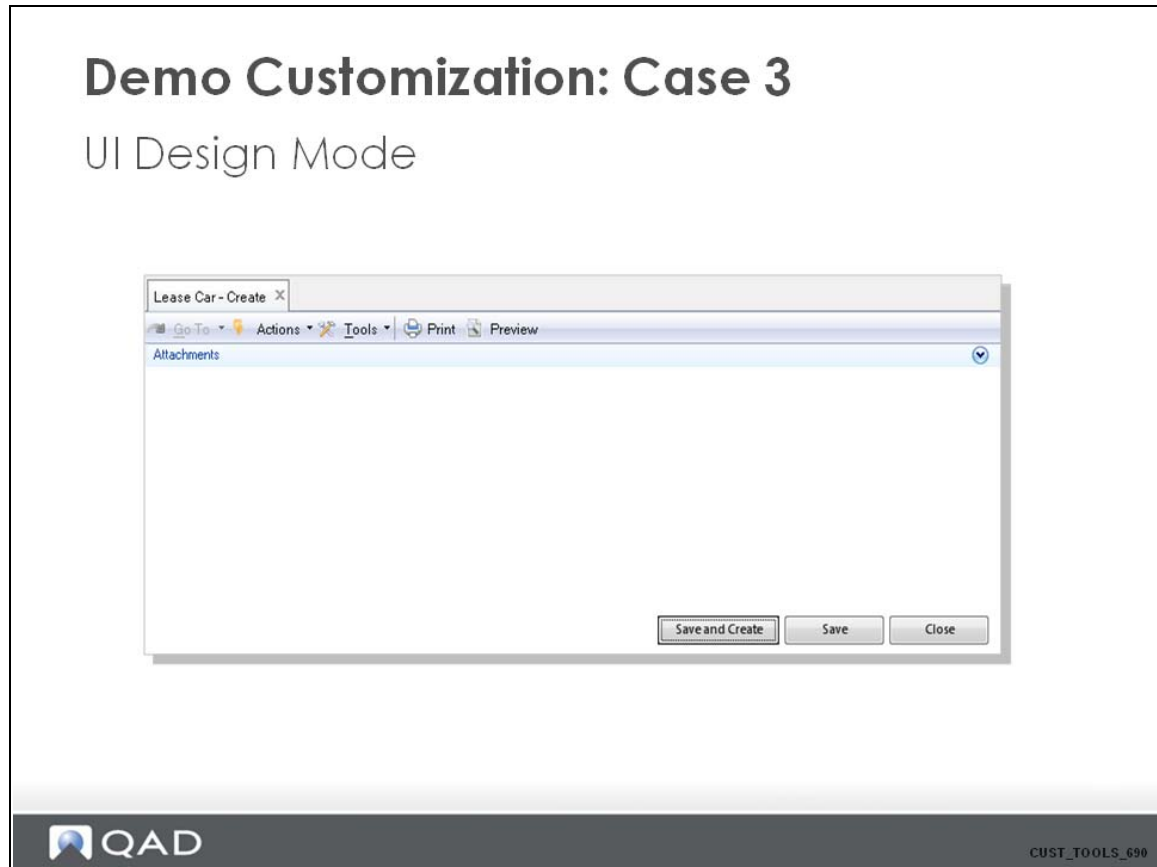 Demo Customization: Case 3
UI Design Mode
Lease Car - Create X
Go To Actions Tools Print Preview
Attachments
Save and Create Save Close
QAD CUST_TOOLS_690